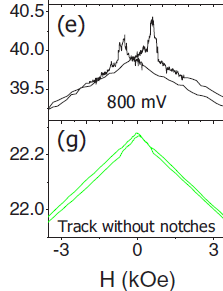 40.5
(e)
40.0
39.5
800 mV
(g)
22.2
22.0
Track without notches
-3 0 3
H (kOe)